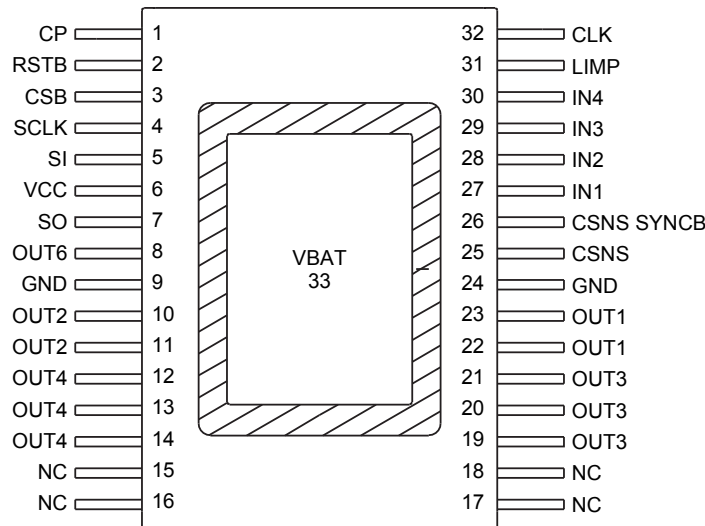 CP 1 32 CLK
RSTB 2 31 LIMP
CSB 3 30 IN4
SCLK 4 29 IN3
SI 5 28 IN2
VCC 6 27 IN1
SO 7 26 CSNS SYNCB
OUT6 8 VBAT 25 CSNS
GND 9 33 24 GND
OUT2 10 23 OUT1
OUT2 11 22 OUT1
OUT4 12 21 OUT3
OUT4 13 20 OUT3
OUT4 14 19 OUT3
NC 15 18 NC
NC 16 17 NC